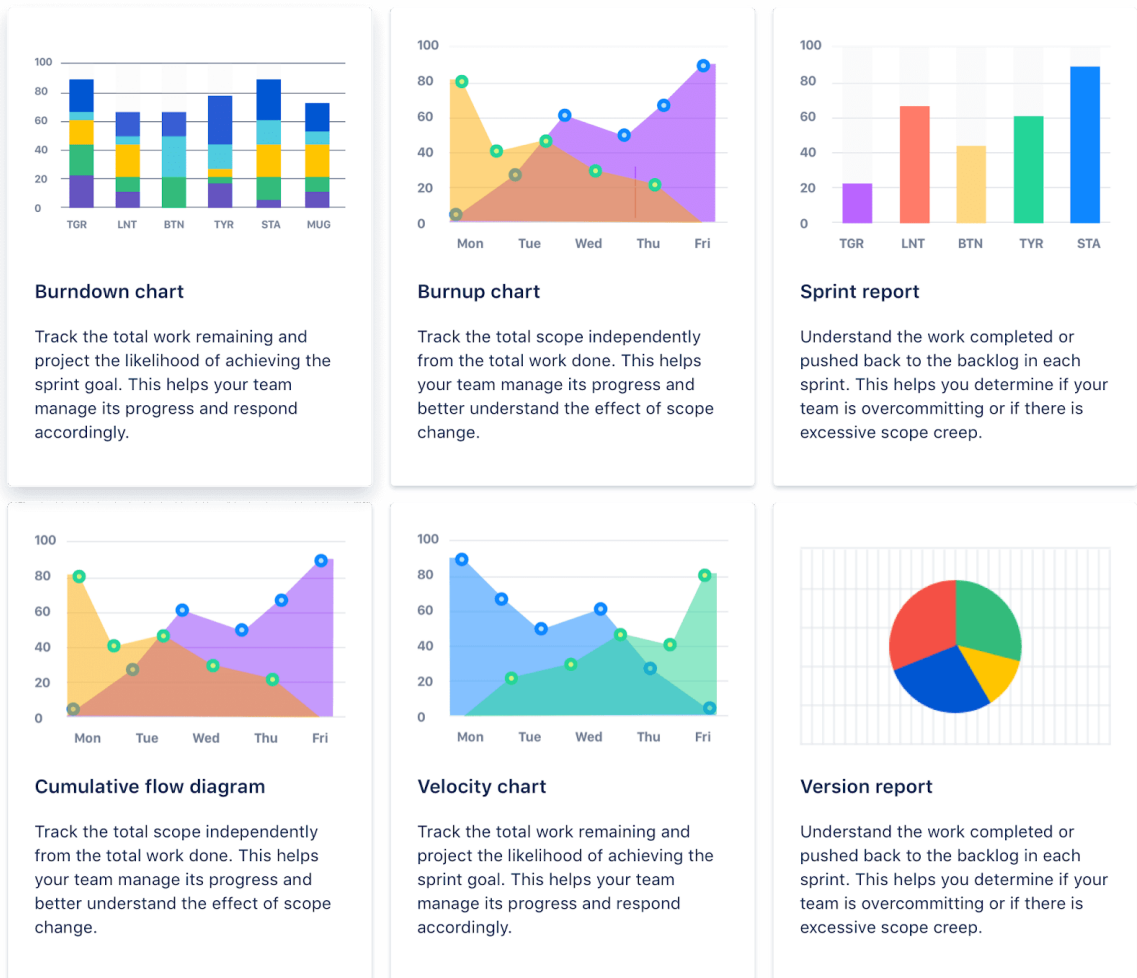 100
80
60
40
20
0
TGR LNT BTN TYR STA MUG
Burndown chart
Track the total work remaining and
project the likelihood of achieving the
sprint goal. This helps your team
manage its progress and respond
accordingly.
100
80
60
40
20
0
Mon Tue Wed Thu Fri
Burnup chart
Track the total scope independently
from the total work done. This helps
your team manage its progress and
better understand the effect of scope
change.
100
80
60
40
20
0
TGR LNT BTN TYR STA
Sprint report
Understand the work completed or
pushed back to the backlog in each
sprint. This helps you determine if your
team is overcommitting or if there is
excessive scope creep.
100
80
60
40
20
0
Mon Tue Wed Thu Fri
Cumulative flow diagram
Track the total scope independently
from the total work done. This helps
your team manage its progress and
better understand the effect of scope
change.
100
80
60
40
20
0
Mon Tue Wed Thu Fri
Velocity chart
Track the total work remaining and
project the likelihood of achieving the
sprint goal. This helps your team
manage its progress and respond
accordingly.
Version report
Understand the work completed or
pushed back to the backlog in each
sprint. This helps you determine if your
team is overcommitting or if there is
excessive scope creep.